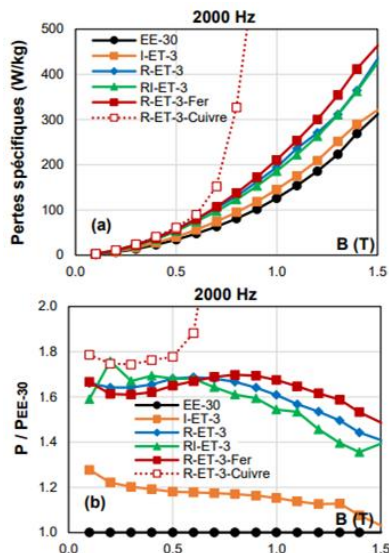 2000 Hz
Pertes spécifiques (W/kg)
500
400
300
200
100
0
EE-30
I-ET-3
R-ET-3
RI-ET-3
R-ET-3-Fer
R-ET-3-Cuivre
(a)
B (T)
0.0 0.5 1.0 1.5
2000 Hz
P / PEE-30
2.0
1.8
1.6
1.4
1.2
1.0
EE-30
I-ET-3
R-ET-3
RI-ET-3
R-ET-3-Fer
R-ET-3-Cuivre
(b)
B (T)
0.0 0.5 1.0 1.5